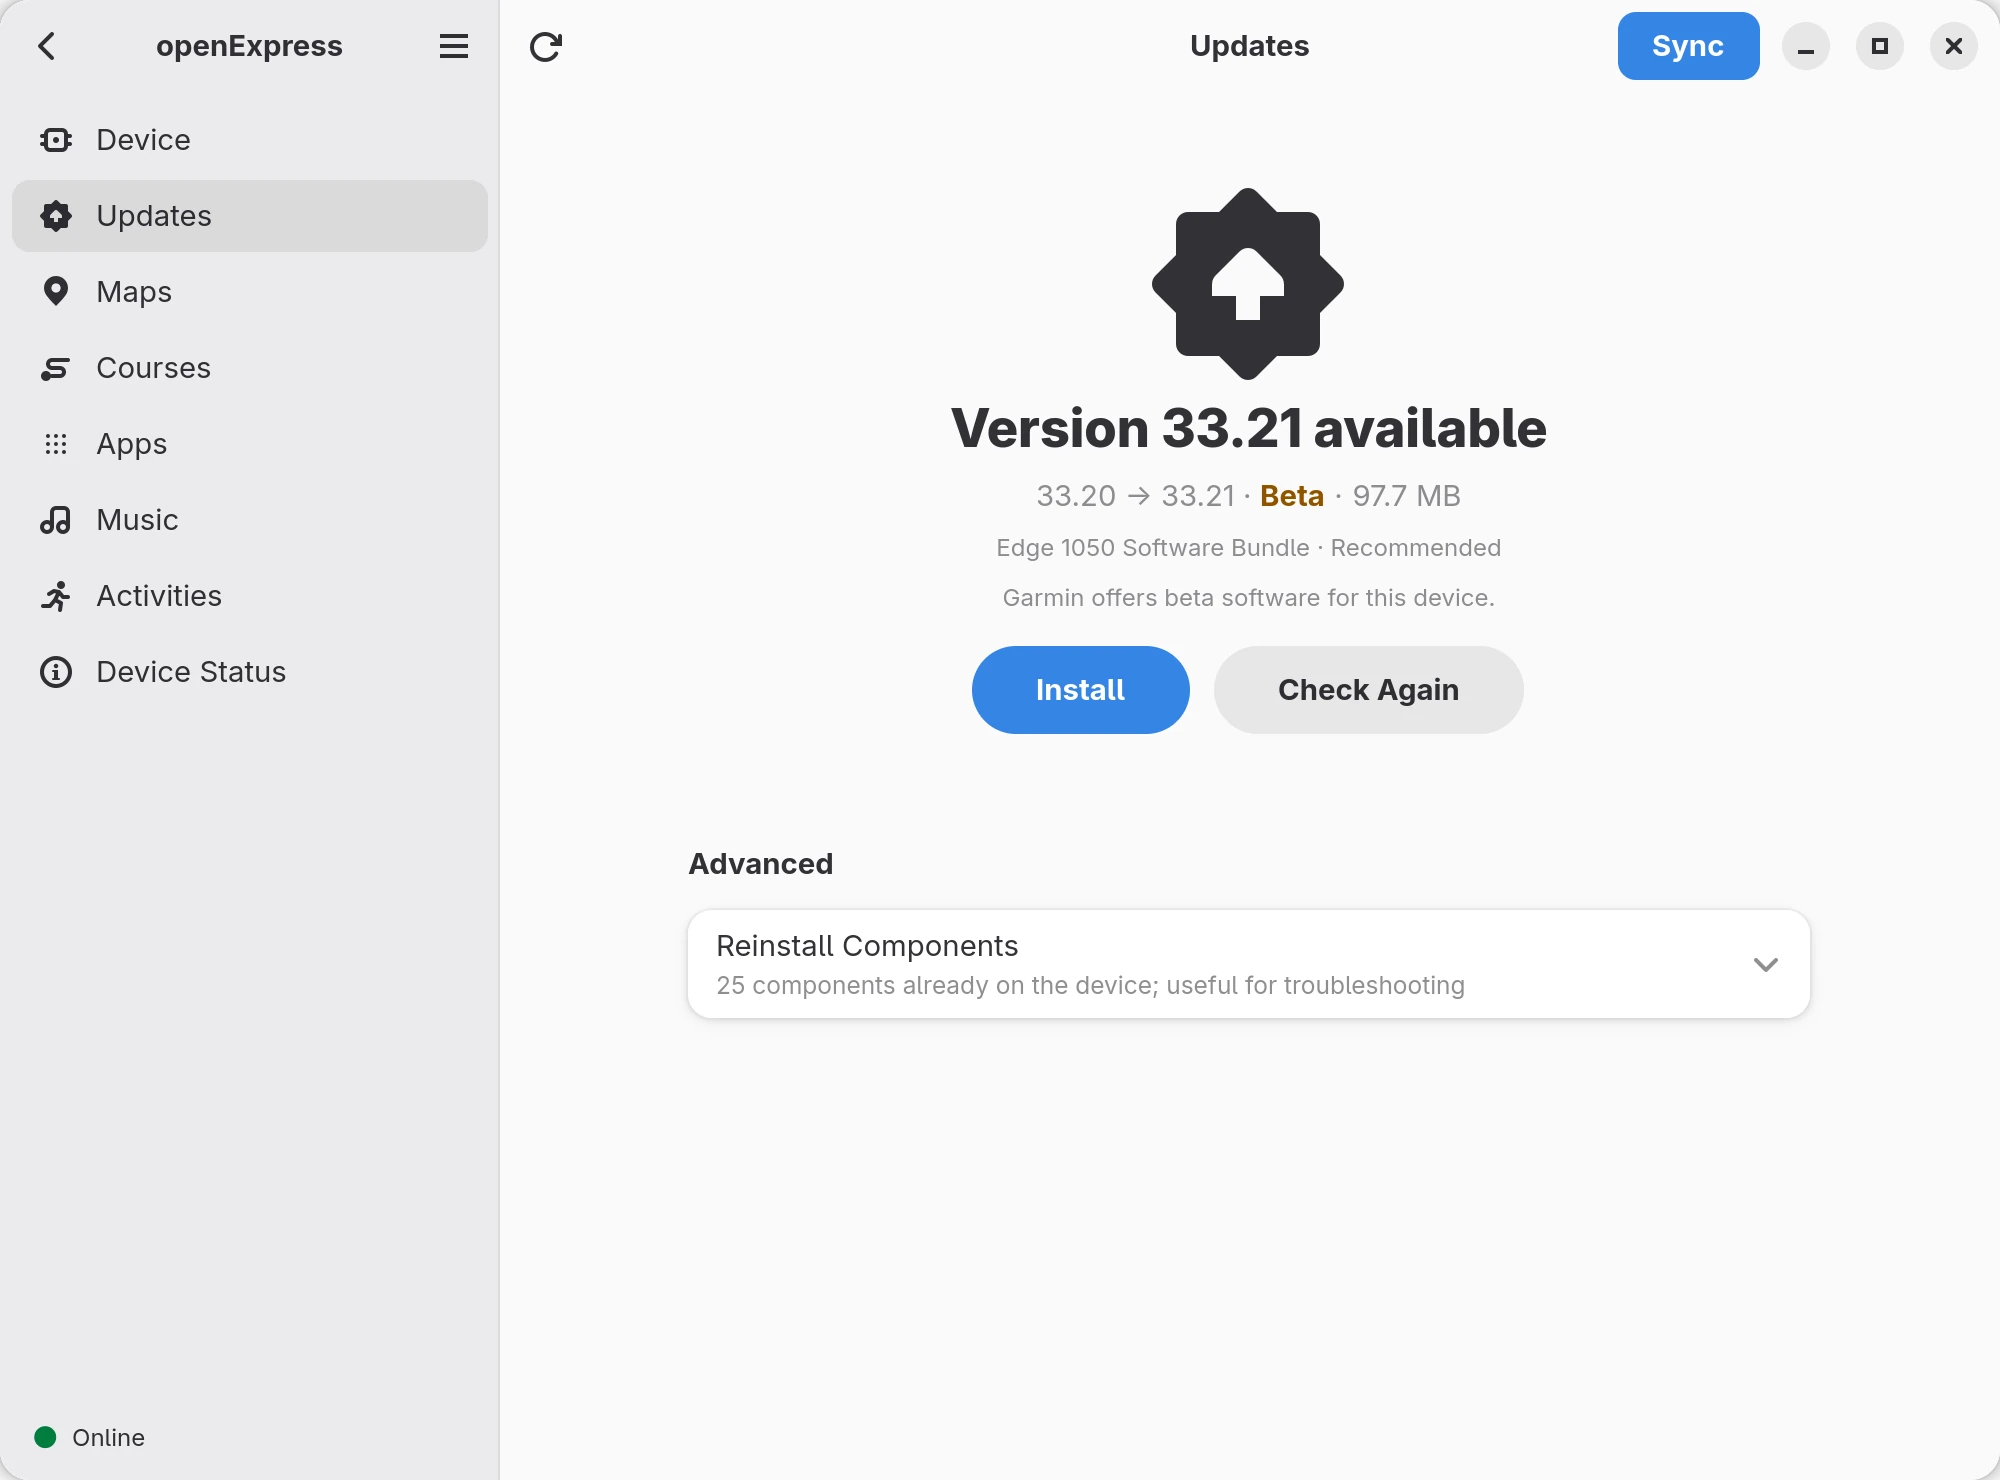 openExpress
Device
Updates
Maps
Courses
Apps
Music
Activities
Device Status
Online
Updates
Sync
Version 33.21 available
33.20 → 33.21 · Beta · 97.7 MB
Edge 1050 Software Bundle · Recommended
Garmin offers beta software for this device.
Install
Check Again
Advanced
Reinstall Components
25 components already on the device; useful for troubleshooting